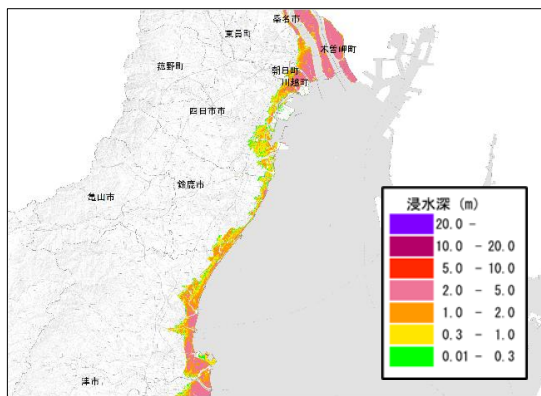 桑名市
東員町
木曽岬町
菰野町
朝日町
川越町
四日市市
鈴鹿市
亀山市
津市
浸水深 (m)
20.0 -
10.0 - 20.0
5.0 - 10.0
2.0 - 5.0
1.0 - 2.0
0.3 - 1.0
0.01 - 0.3